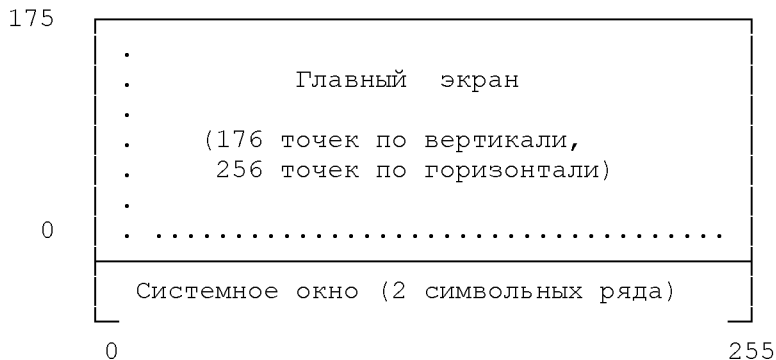 175
Главный экран
(176 точек по вертикали,
256 точек по горизонтали)
0
Системное окно (2 символьных ряда)
0 255